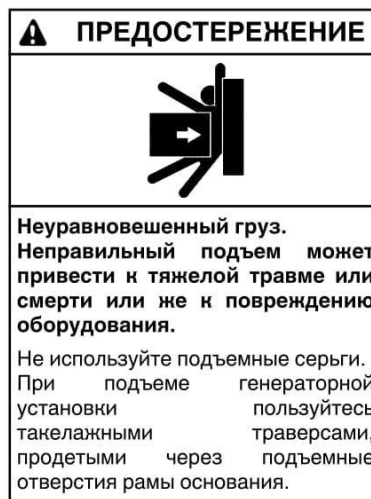 ПРЕДОСТЕРЕЖЕНИЕ
Неуравновешенный груз.
Неправильный подъем может
привести к тяжелой травме или
смерти или же к повреждению
оборудования.
Не используйте подъемные серьги.
При подъеме генераторной
установки пользуйтесь
такелажными траверсами,
продетыми через подъемные
отверстия рамы основания.